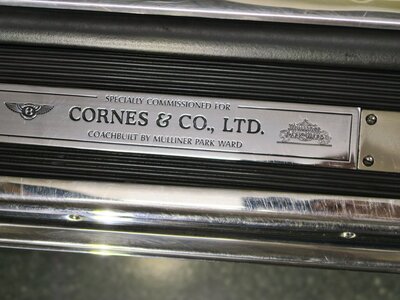 SPECIALLY COMMISSIONED FOR
CORNES & CO., LTD.
COACHBUILT BY MULLINER PARK WARD
B